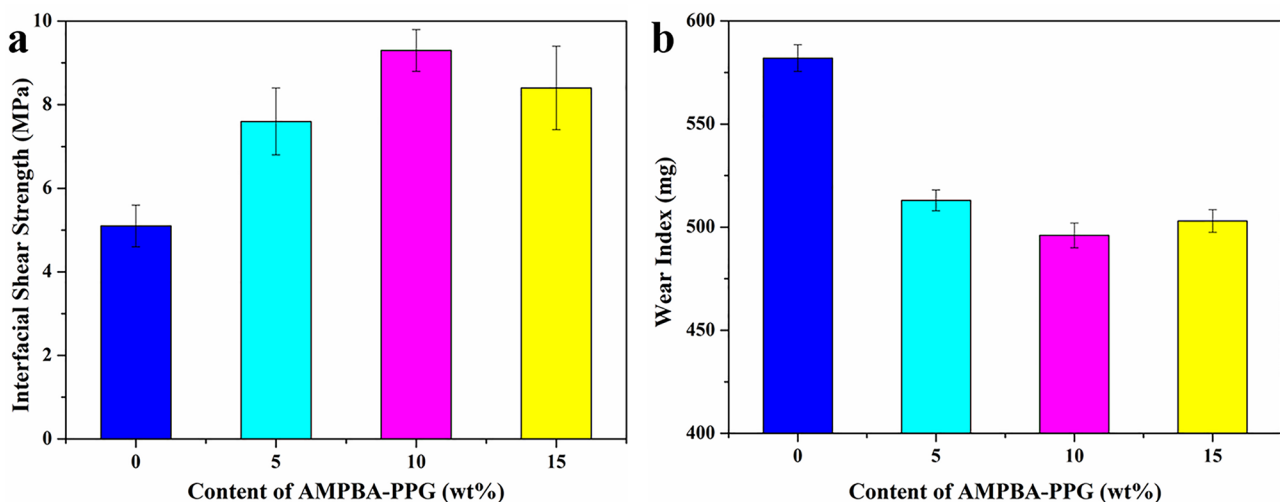 a
Interfacial Shear Strength (MPa)
10
8
6
4
2
0
0 5 10 15
Content of AMPBA-PPG (wt%)
b
Wear Index (mg)
600
550
500
450
400
0 5 10 15
Content of AMPBA-PPG (wt%)